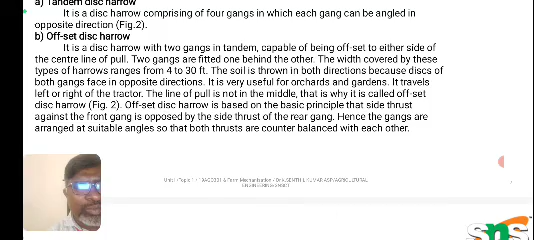 a) Tandem disc harrow
It is a disc harrow comprising of four gangs in which each gang can be angled in
opposite direction (Fig.2).
b) Off-set disc harrow
It is a disc harrow with two gangs in tandem, capable of being off-set to either side of
the centre line of pull. Two gangs are fitted one behind the other. The width covered by these
types of harrows ranges from 4 to 30 ft. The soil is thrown in both directions because discs of
both gangs face in opposite directions. It is very useful for orchards and gardens. It travels
left or right of the tractor. The line of pull is not in the middle, that is why it is called off-set
disc harrow (Fig. 2). Off-set disc harrow is based on the basic principle that side thrust
against the front gang is opposed by the side thrust of the rear gang. Hence the gangs are
arranged at suitable angles so that both thrusts are counter balanced with each other.
& Farm Mechanisation
ENGINEERING-SNSICT
sns